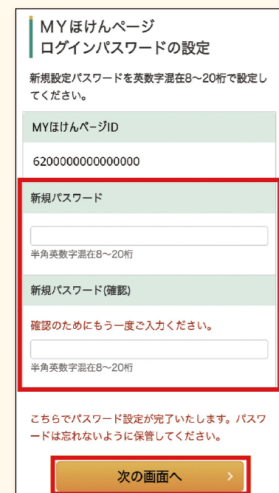 MYほけんページ
ログインパスワードの設定
新規設定パスワードを英数字混在8〜20桁で設定し
てください。
MYほけんページID
6200000000000000
新規パスワード
半角英数字混在8〜20桁
新規パスワード(確認)
確認のためにもう一度ご入力ください。
半角英数字混在8〜20桁
こちらでパスワード設定が完了いたします。パスワ
ードは忘れないように保管してください。
次の画面へ